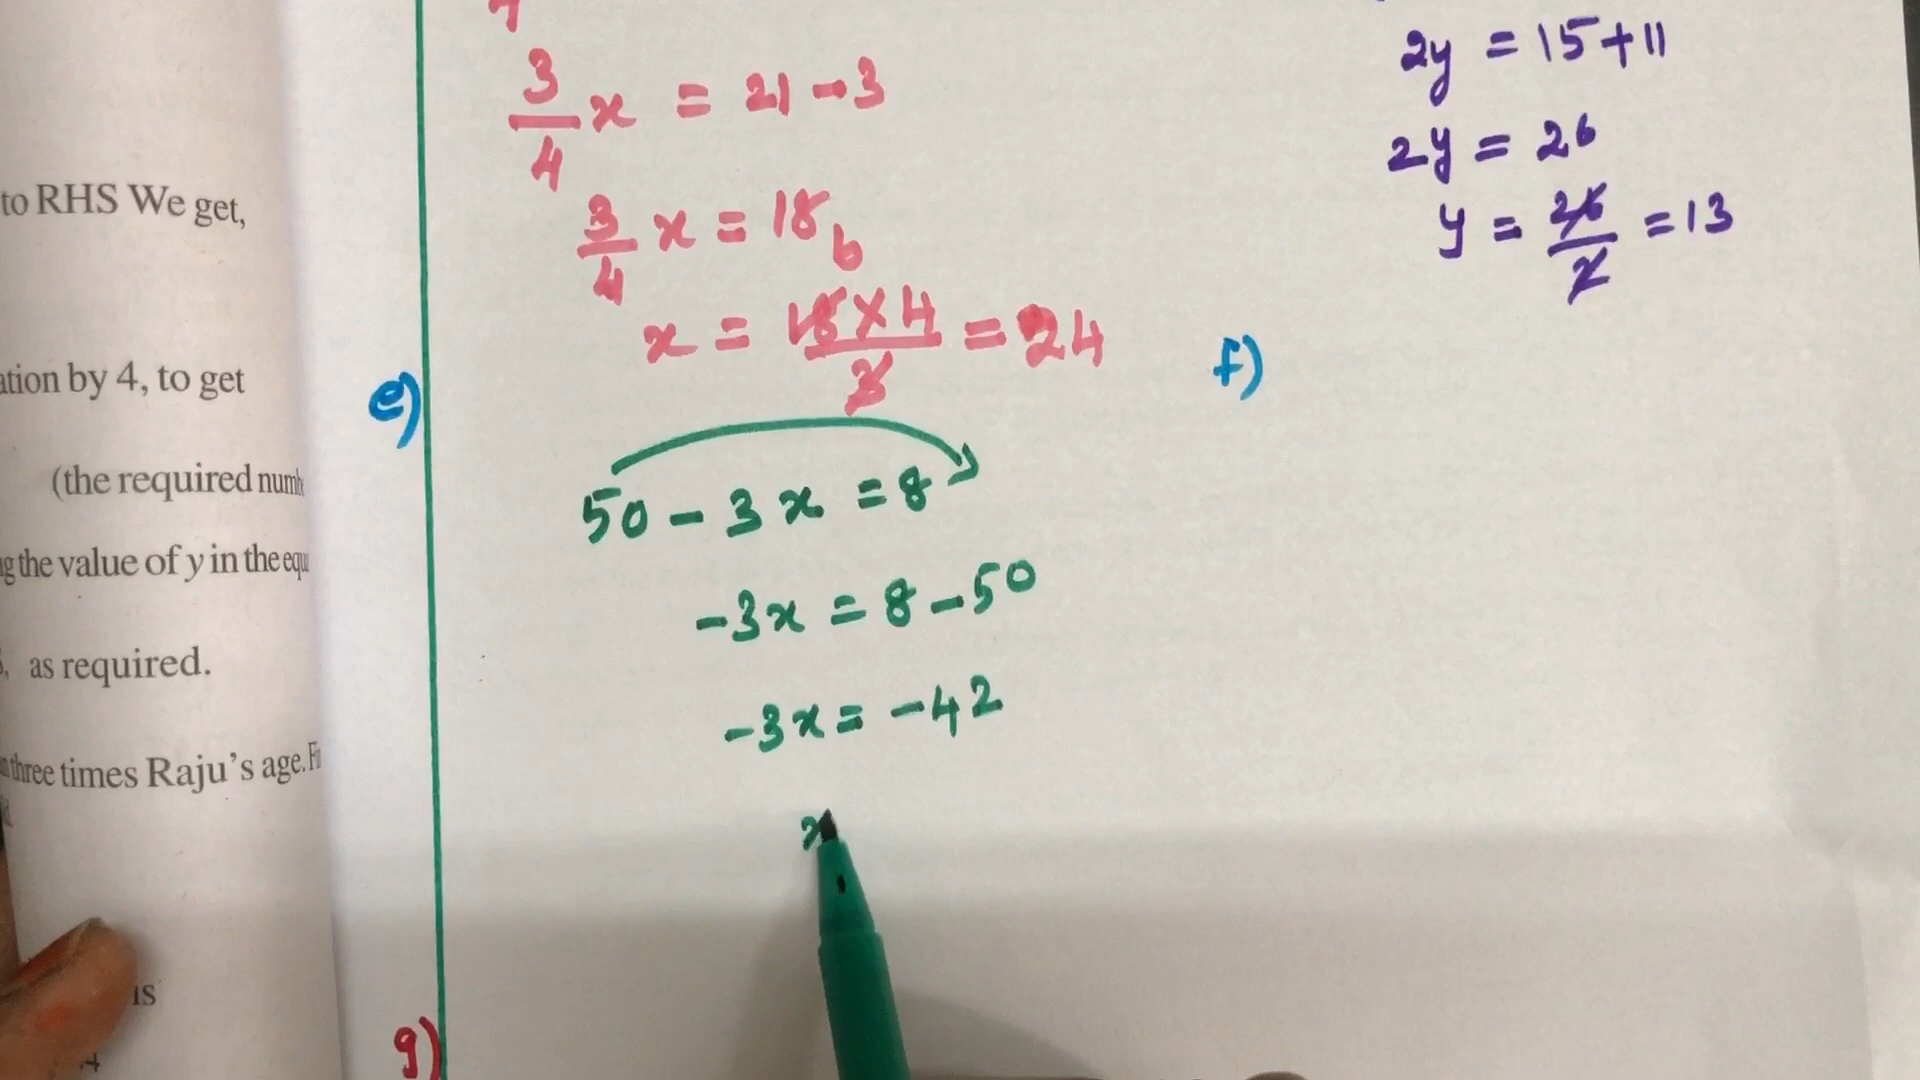 to RHS We get,
ation by 4, to get
(the required
g the value of y in the
as required.
three times Raju's age.
is
3/4 x = 21 - 3
3/4 x = 18
6
x = 18 × 4 / 3 = 24
e)
50 - 3x = 8
-3x = 8 - 50
-3x = -42
x
g)
2y = 15 + 11
2y = 26
y = 26/2 = 13
f)